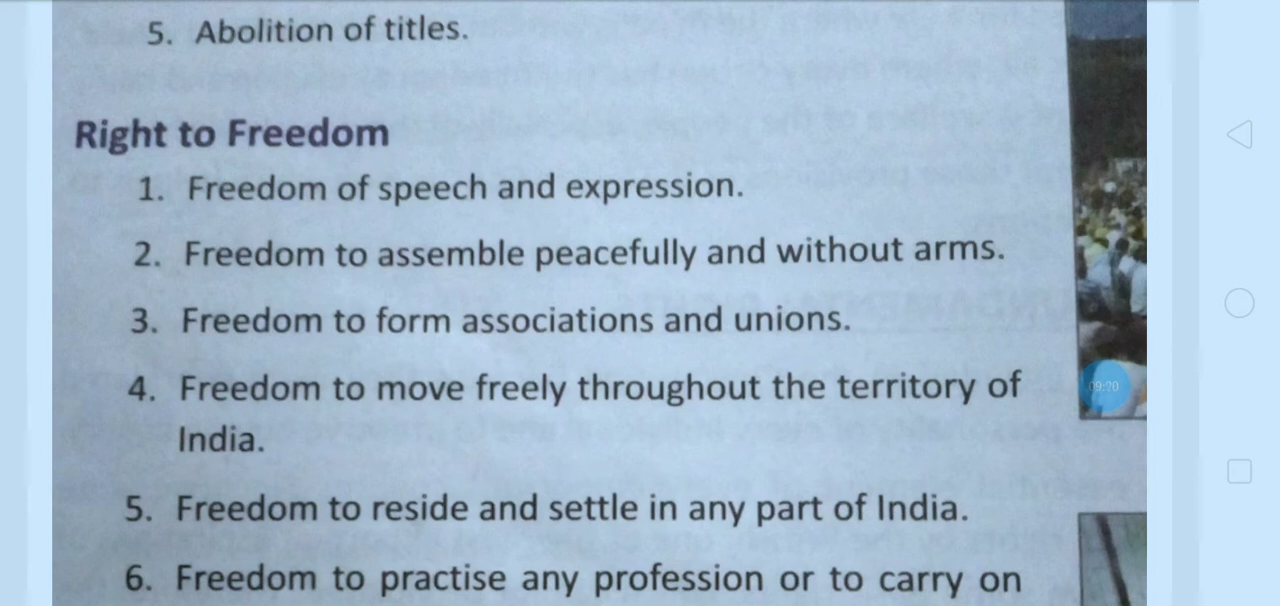 5. Abolition of titles.
Right to Freedom
1. Freedom of speech and expression.
2. Freedom to assemble peacefully and without arms.
3. Freedom to form associations and unions.
4. Freedom to move freely throughout the territory of
India.
5. Freedom to reside and settle in any part of India.
6. Freedom to practise any profession or to carry on
09:20